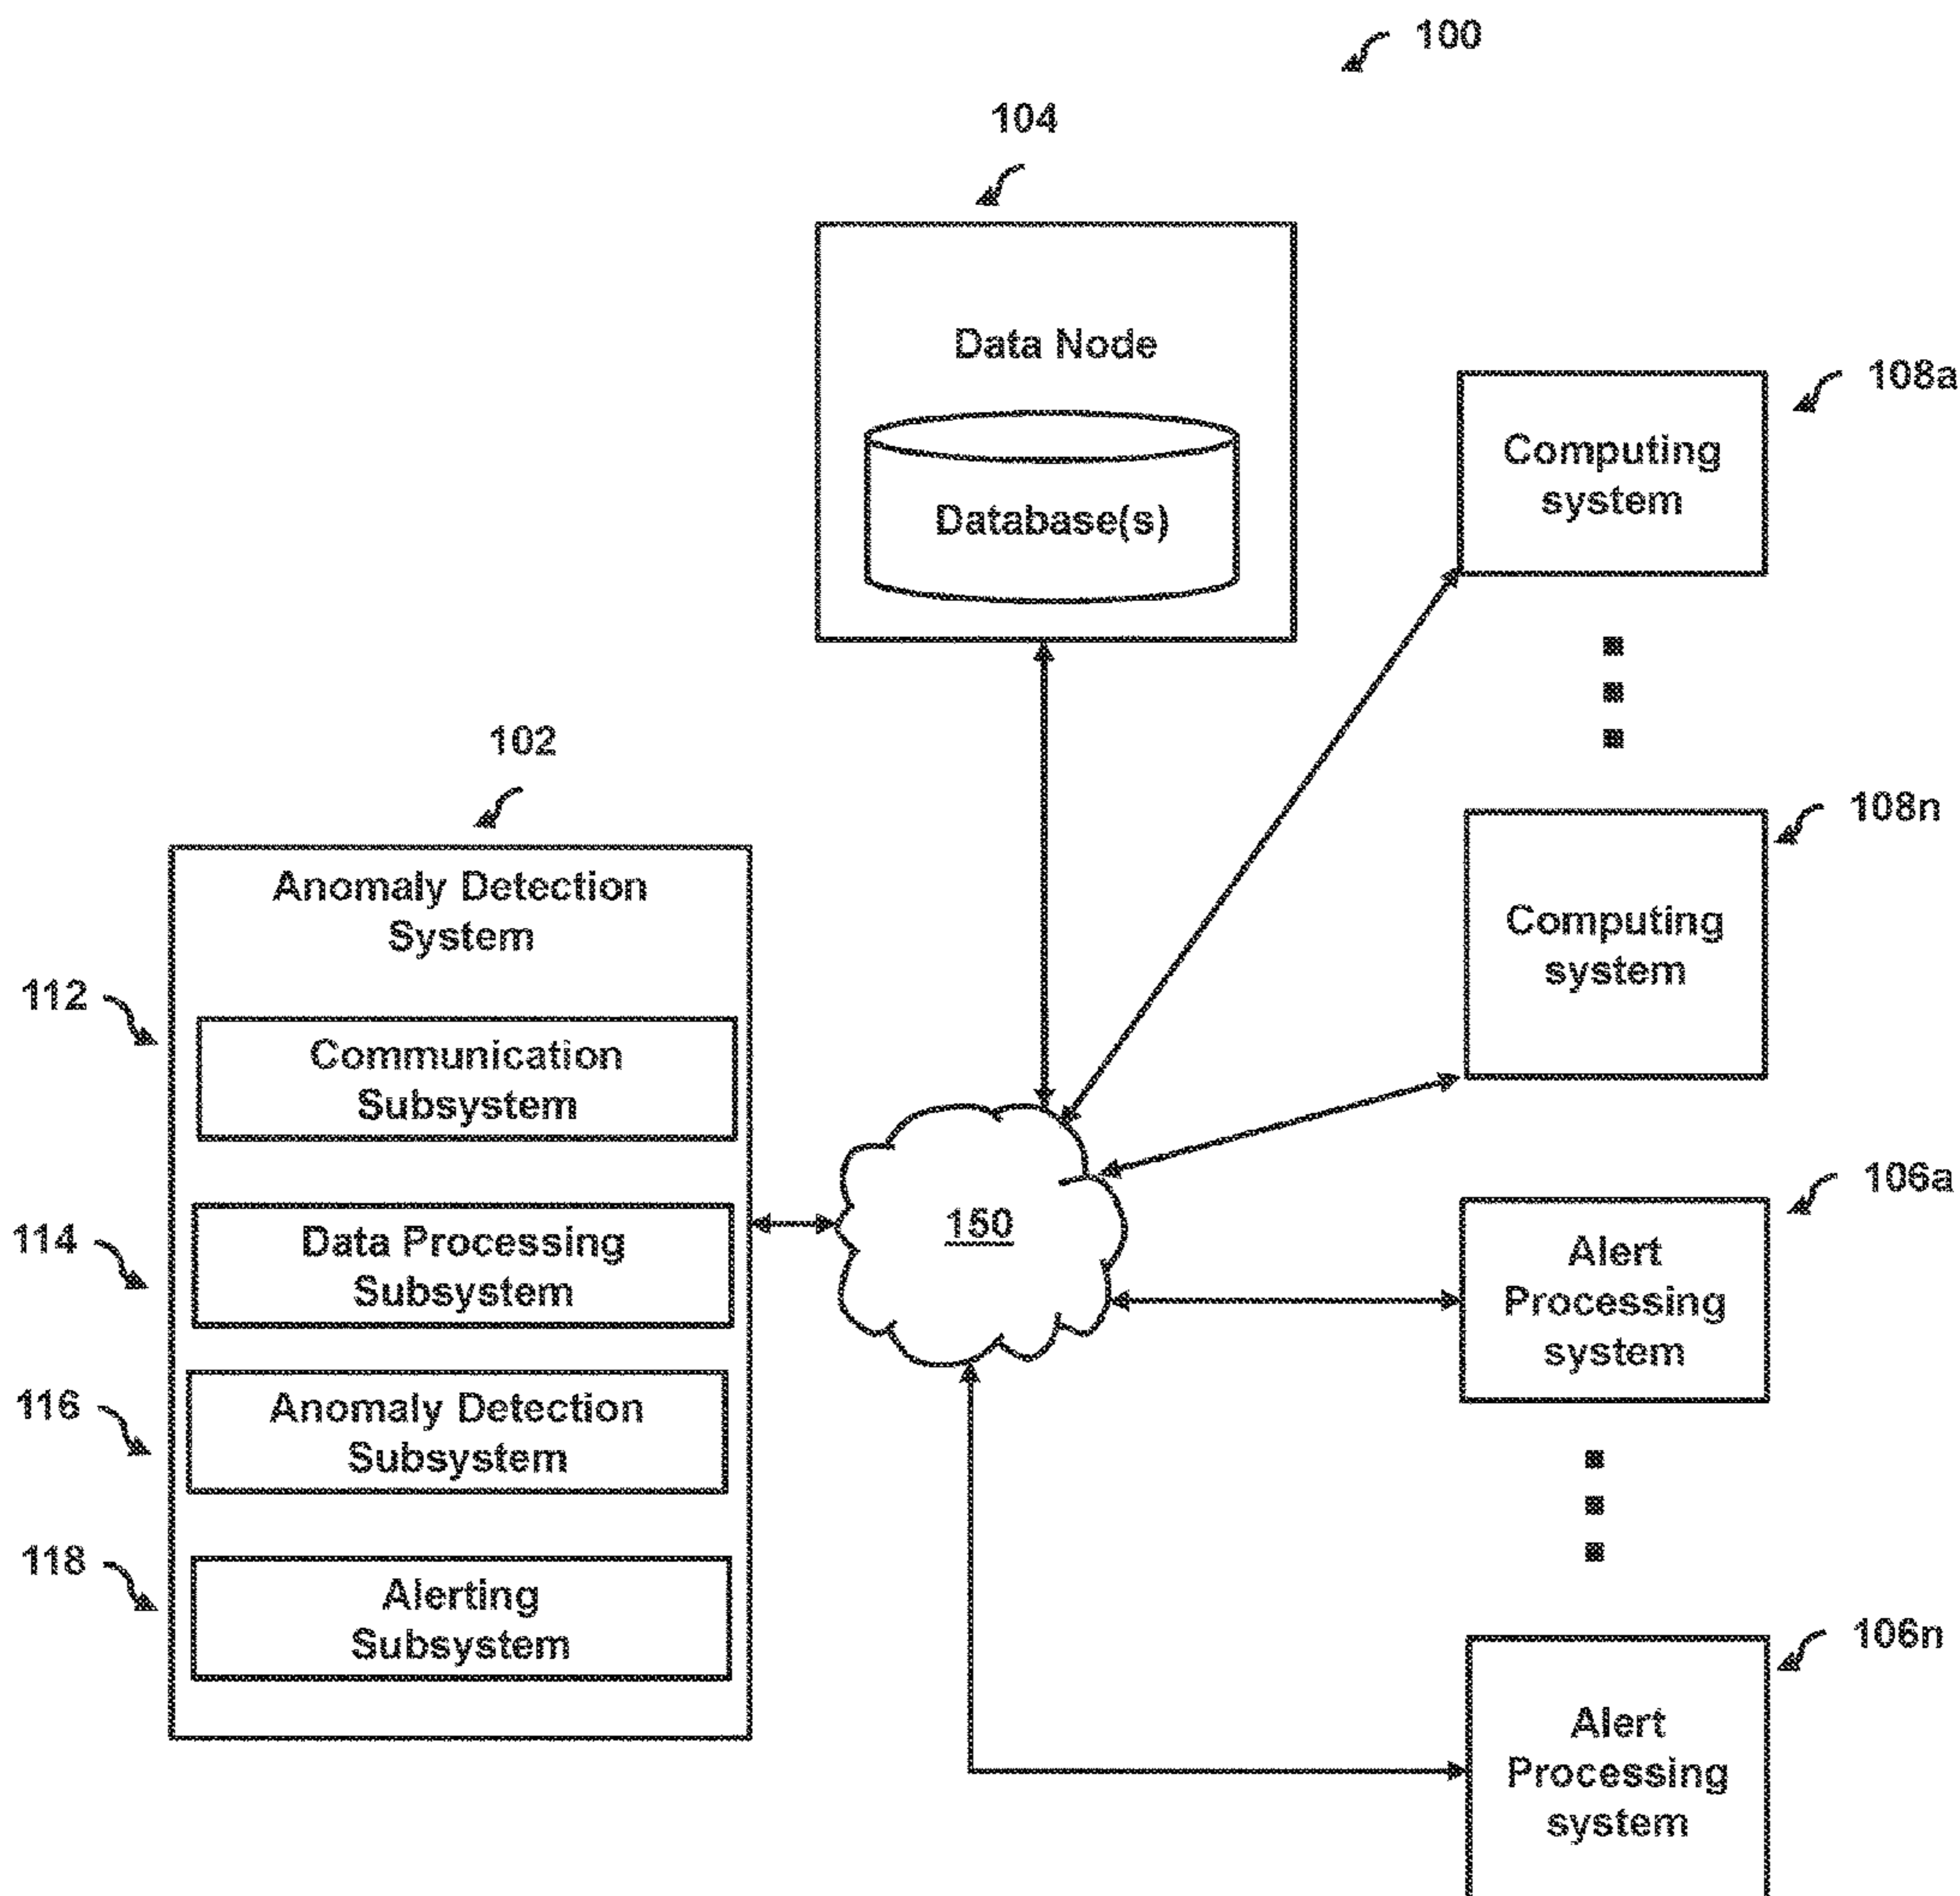 100
104
Data Node
Database(s)
108a
Computing
system
108n
Computing
system
102
Anomaly Detection
System
112
Communication
Subsystem
114
Data Processing
Subsystem
116
Anomaly Detection
Subsystem
118
Alerting
Subsystem
150
106a
Alert
Processing
system
106n
Alert
Processing
system